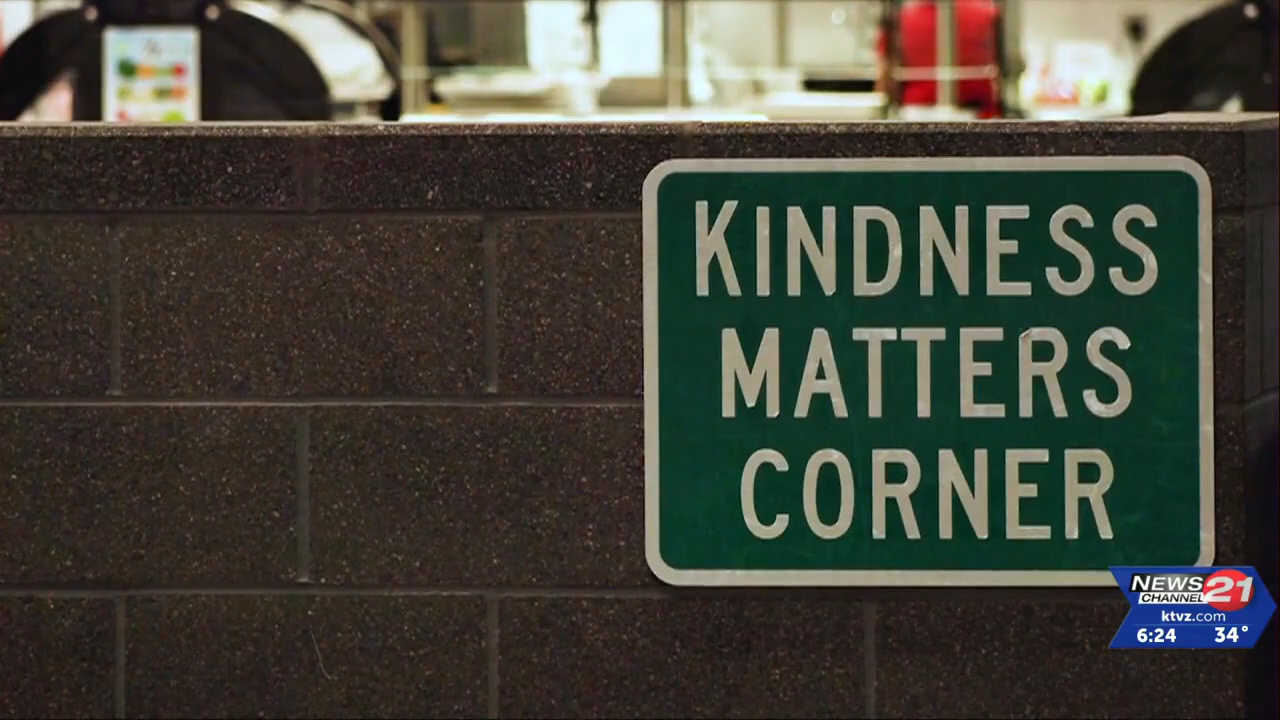 KINDNESS
MATTERS
CORNER
NEWS 21
CHANNEL
ktvz.com
6:24 34°